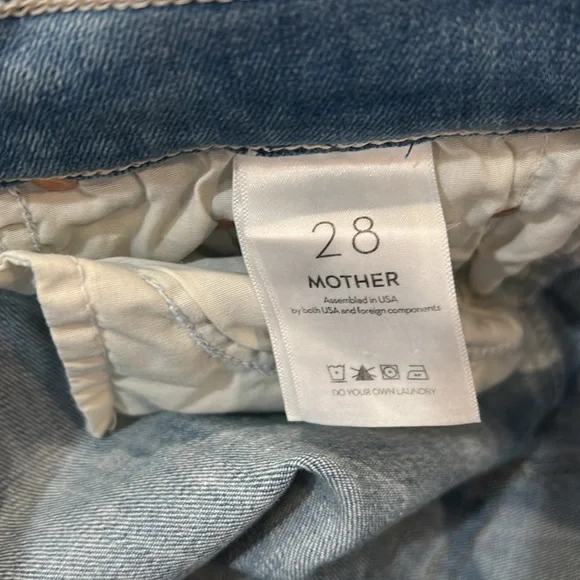 28
MOTHER
Assembled in USA
by both USA and foreign components
DO YOUR OWN LAUNDRY